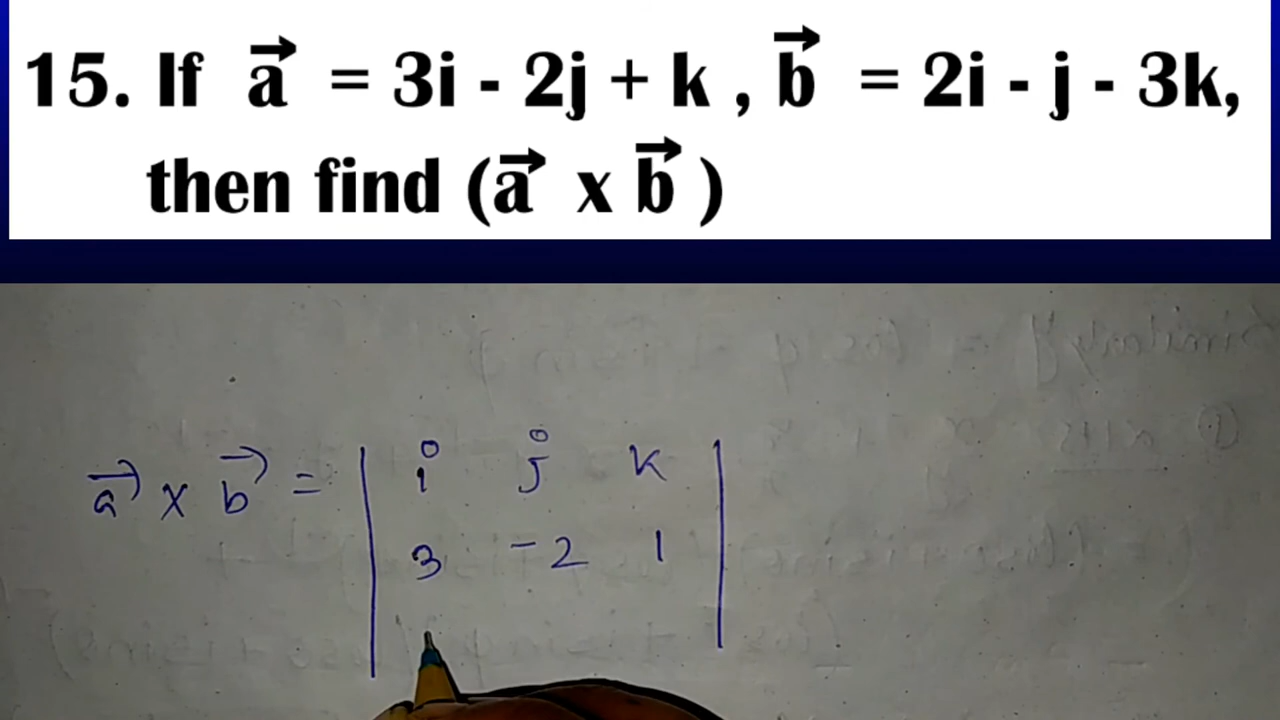 15. If a⃗ = 3i - 2j + k , b⃗ = 2i - j - 3k,
then find (a⃗ x b⃗ )
a⃗ x b⃗ = | i j k |
| 3 -2 1 |